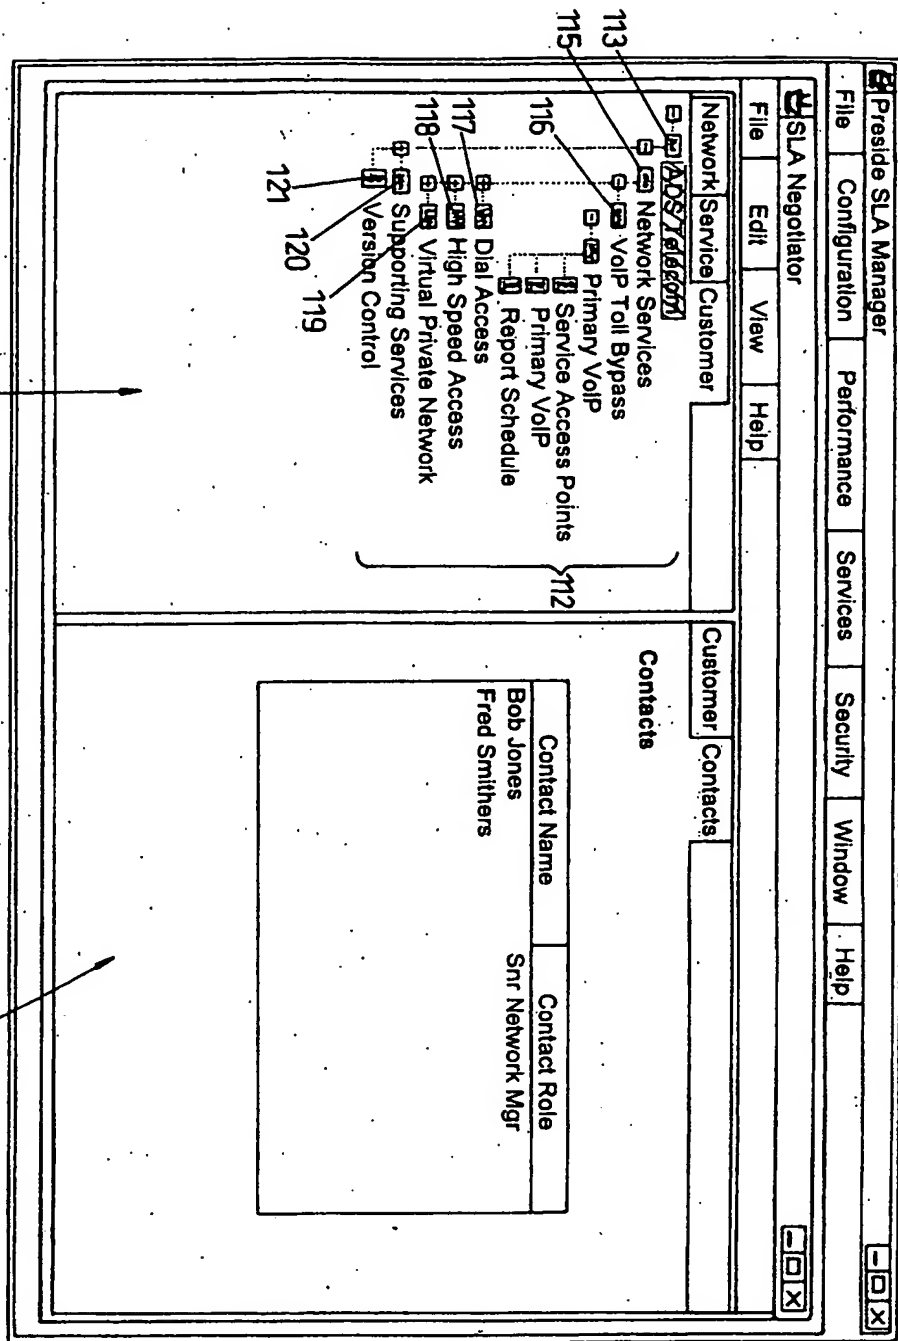 Preside SLA Manager
File Configuration Performance Services Security Window Help
SLA Negotiator
File Edit View Help
Network Service Customer
113
ADS Telecom
115
Network Services
116
VoIP Toll Bypass
Primary VoIP
Service Access Points
Primary VoIP
Report Schedule
112
117
Dial Access
118
High Speed Access
119
Virtual Private Network
120
Supporting Services
121
Version Control
Customer Contacts
Contacts
Contact Name Contact Role
Bob Jones Snr Network Mgr
Fred Smithers